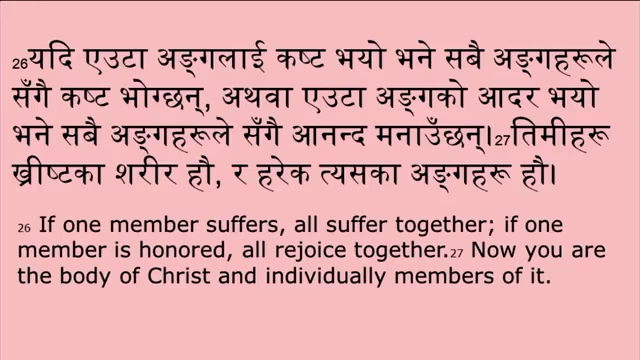 26यदि एउटा अङ्गलाई कष्ट भयो भने सबै अङ्गहरूले
सँगै कष्ट भोग्छन्, अथवा एउटा अङ्गको आदर भयो
भने सबै अङ्गहरूले सँगै आनन्द मनाउँछन्।27तिमीहरू
ख्रीष्टका शरीर हौ, र हरेक त्यसका अङ्गहरू हौ।
26 If one member suffers, all suffer together; if one
member is honored, all rejoice together.27 Now you are
the body of Christ and individually members of it.